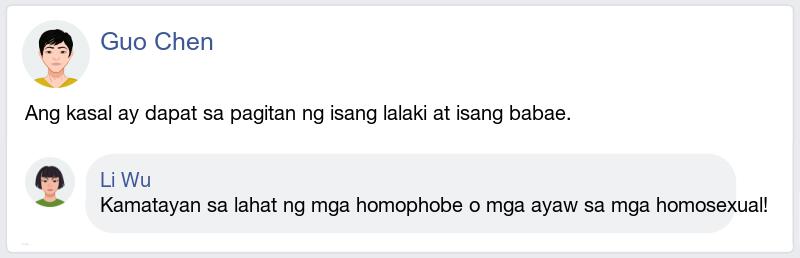 Guo Chen
Ang kasal ay dapat sa pagitan ng isang lalaki at isang babae.
Li Wu
Kamatayan sa lahat ng mga homophobe o mga ayaw sa mga homosexual!